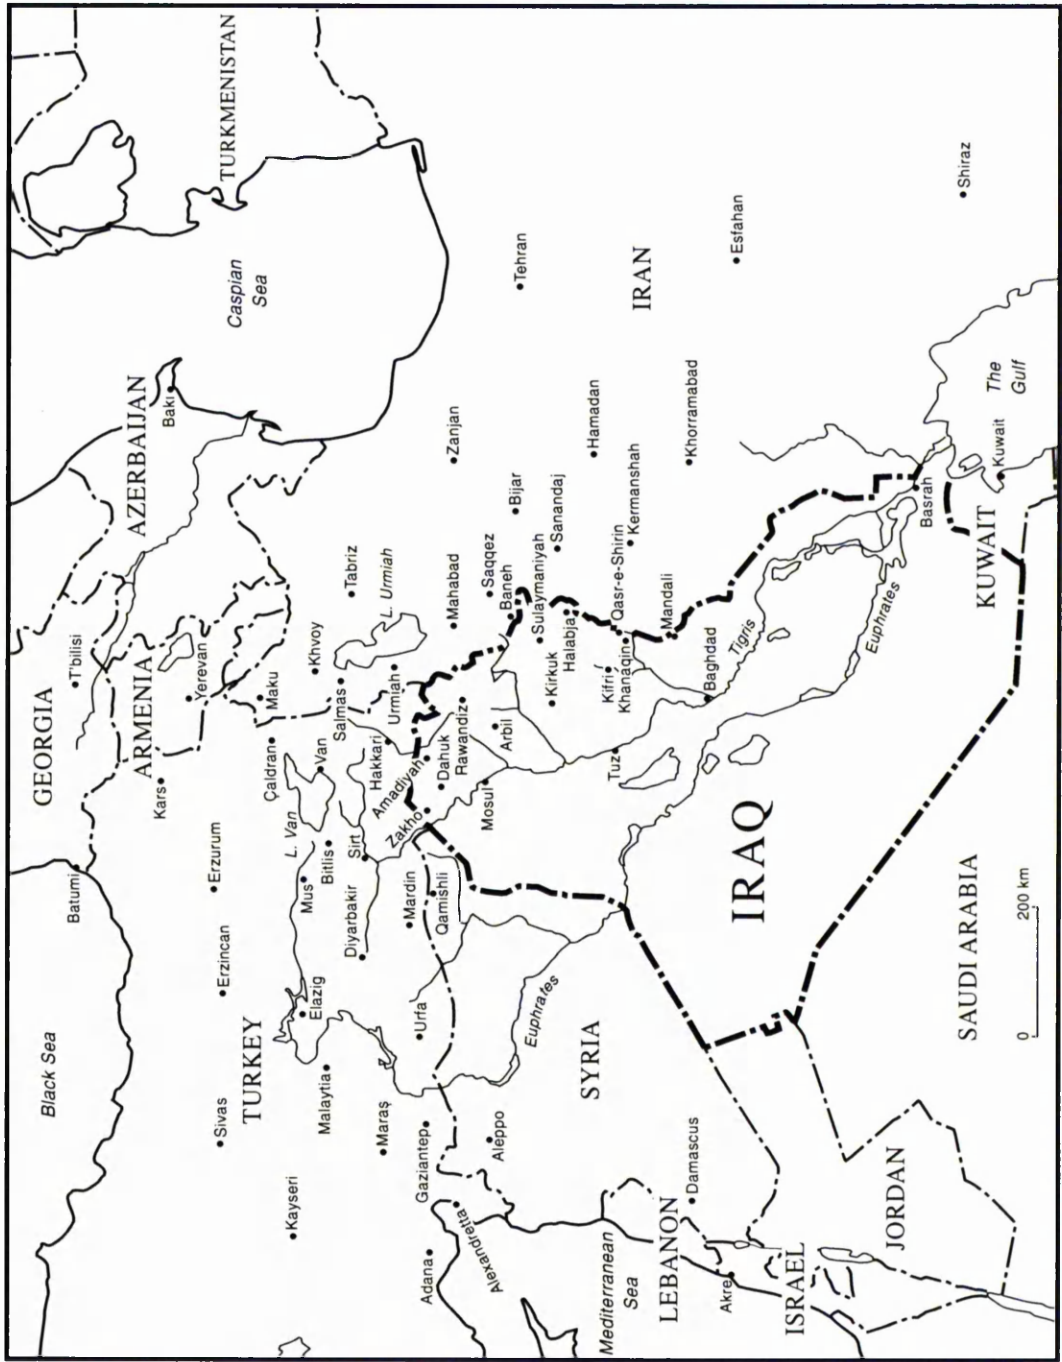 Black Sea
GEORGIA
T'bilisi
Batumi
ARMENIA
Yerevan
Kars
AZERBAIJAN
Baki
Caspian
Sea
TURKMENISTAN
TURKEY
Sivas
Erzincan
Erzurum
Kayseri
Malaytia
Elazig
Mus
L. Van
Bitlis
Van
Çaldran
Maku
Khvoy
Salmas
Tabriz
L. Urmiah
Urmiah
Maraş
Diyarbakir
Sirt
Hakkari
Adana
Gaziantep
Urfa
Mardin
Qamishli
Zakho
Amadiyah
Dahuk
Rawandiz
Mahabad
Zanjan
Alexandretta
Aleppo
Mosul
Arbil
Saqqez
Baneh
Bijar
Tehran
Euphrates
Kirkuk
Sulaymaniyah
Halabja
Sanandaj
Hamadan
IRAN
Mediterranean
Sea
SYRIA
Tuz
Kifri
Khanaqin
Qasr-e-Shirin
Kermanshah
LEBANON
Damascus
Mandali
Khorramabad
Baghdad
Esfahan
Akre
Tigris
IRAQ
ISRAEL
Euphrates
JORDAN
Basrah
Shiraz
SAUDI ARABIA
KUWAIT
Kuwait
The
Gulf
0 200 km